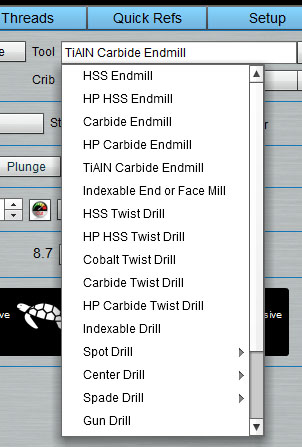 Threads Quick Refs Setup
e Tool TiAlN Carbide Endmill
Crib
HSS Endmill
HP HSS Endmill
Carbide Endmill
St
HP Carbide Endmill
r
Plunge
TiAlN Carbide Endmill
Indexable End or Face Mill
HSS Twist Drill
HP HSS Twist Drill
8.7
Cobalt Twist Drill
Carbide Twist Drill
HP Carbide Twist Drill
ve
sive
Indexable Drill
Spot Drill
Center Drill
Spade Drill
Gun Drill